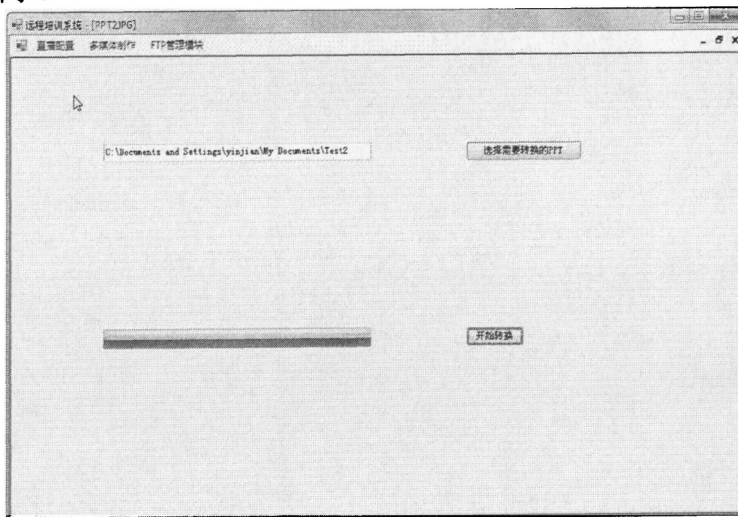 远程培训系统 - [PPT2JPG]
直播配置 多媒体制作 FTP管理模块
C:\Documents and Settings\yinjian\My Documents\Test2
选择需要转换的PPT
开始转换